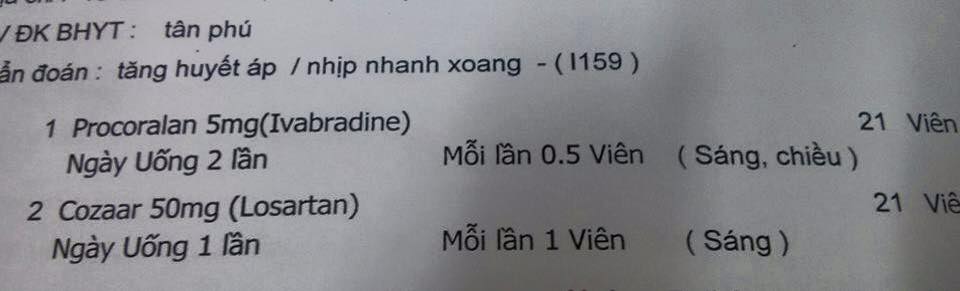 / ĐK BHYT : tân phú
ẩn đoán : tăng huyết áp / nhịp nhanh xoang - ( I159 )
1 Procoralan 5mg(Ivabradine) 21 Viên
Ngày Uống 2 lần Mỗi lần 0.5 Viên ( Sáng, chiều )
2 Cozaar 50mg (Losartan) 21 Viê
Ngày Uống 1 lần Mỗi lần 1 Viên ( Sáng )